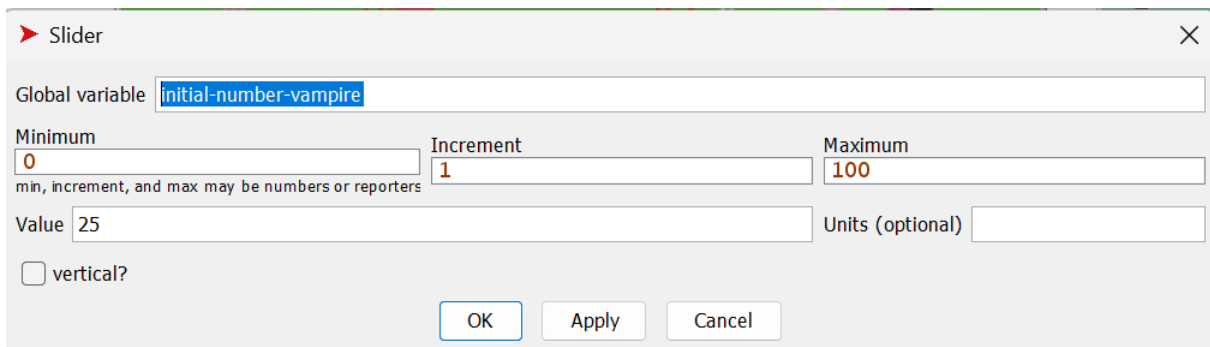 Slider
Global variable initial-number-vampire
Minimum Increment Maximum
0 1 100
min, increment, and max may be numbers or reporters
Value 25 Units (optional)
vertical?
OK Apply Cancel